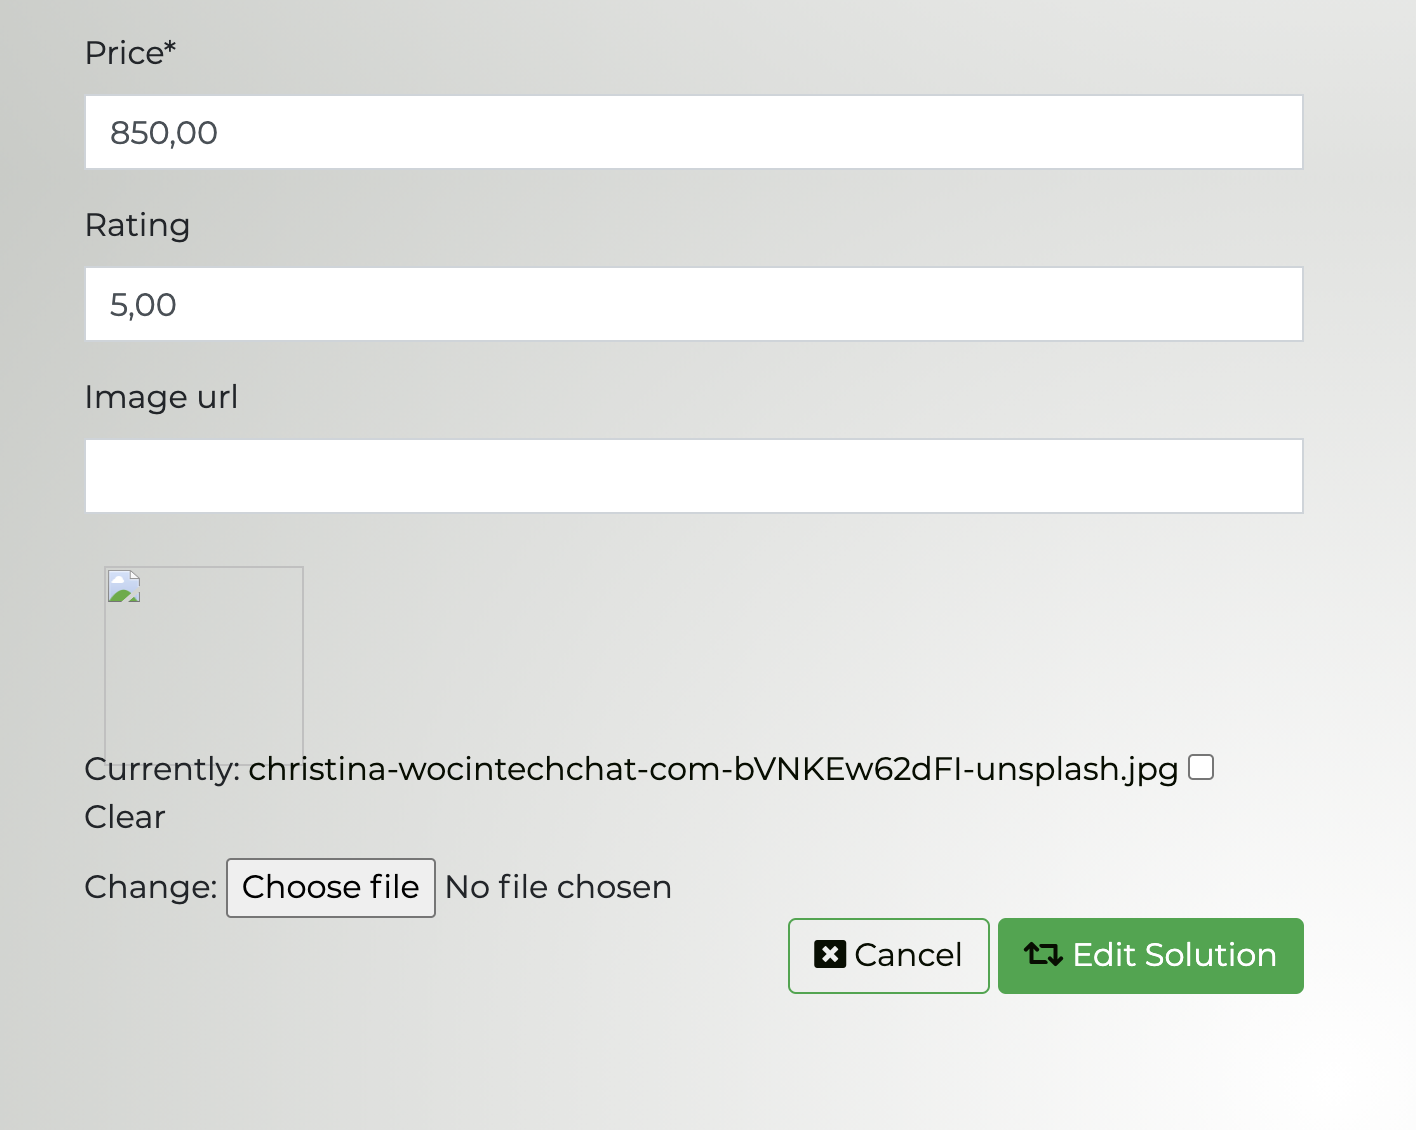 Price*
850,00
Rating
5,00
Image url
Currently: christina-wocintechchat-com-bVNKEw62dFI-unsplash.jpg
Clear
Change: Choose file No file chosen
Cancel Edit Solution